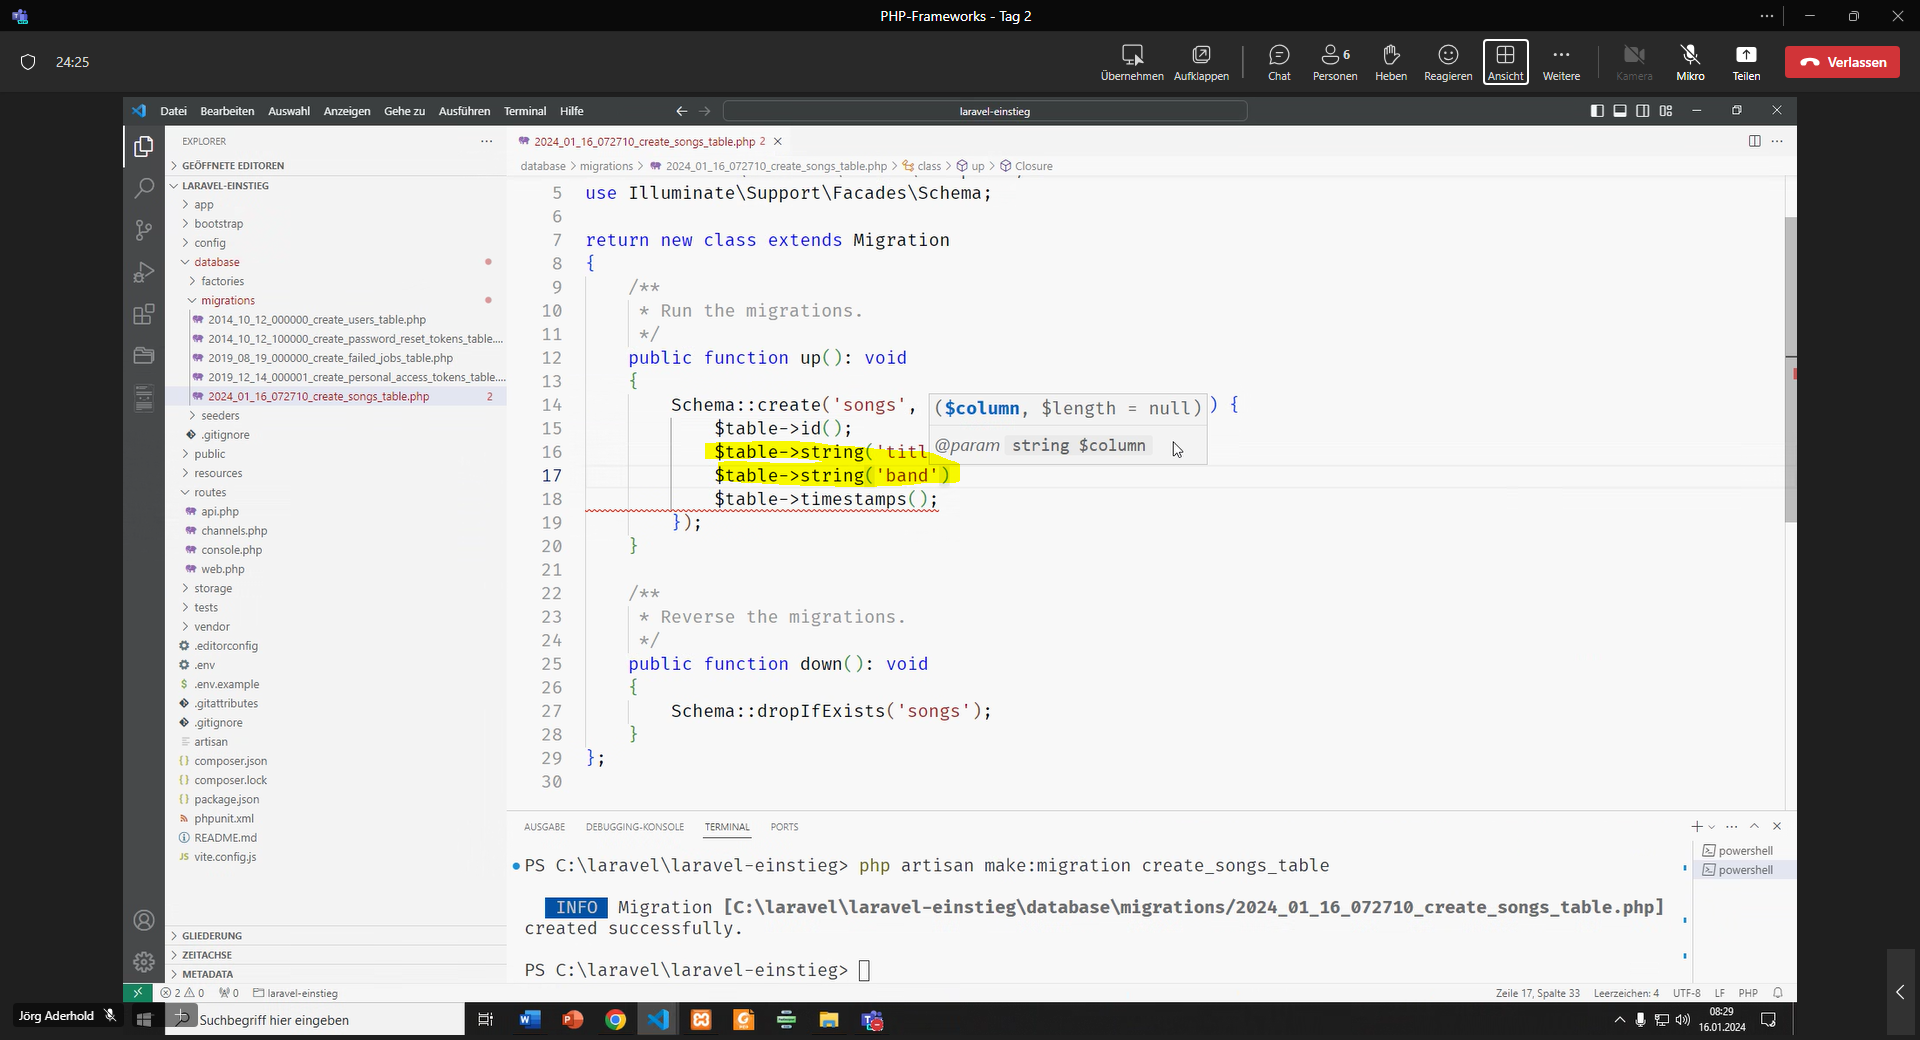 PHP-Frameworks - Tag 2
24:25
Übernehmen
Aufklappen
Chat
6
Personen
Heben
Reagieren
Ansicht
Weitere
Kamera
Mikro
Teilen
Verlassen
Datei Bearbeiten Auswahl Anzeigen Gehe zu Ausführen Terminal Hilfe
laravel-einstieg
EXPLORER
GEÖFFNETE EDITOREN
LARAVEL-EINSTIEG
app
bootstrap
config
database
factories
migrations
2014_10_12_000000_create_users_table.php
2014_10_12_100000_create_password_reset_tokens_table....
2019_08_19_000000_create_failed_jobs_table.php
2019_12_14_000001_create_personal_access_tokens_table....
2024_01_16_072710_create_songs_table.php 2
seeders
.gitignore
public
resources
routes
api.php
channels.php
console.php
web.php
storage
tests
vendor
.editorconfig
.env
.env.example
.gitattributes
.gitignore
artisan
composer.json
composer.lock
package.json
phpunit.xml
README.md
vite.config.js
GLIEDERUNG
ZEITACHSE
METADATA
2024_01_16_072710_create_songs_table.php 2
database > migrations > 2024_01_16_072710_create_songs_table.php > class > up > Closure
5 use Illuminate\Support\Facades\Schema;
6
7 return new class extends Migration
8 {
9 /**
10 * Run the migrations.
11 */
12 public function up(): void
13 {
14 Schema::create('songs', ) {
($column, $length = null)
@param string $column
15 $table->id();
16 $table->string('titl
17 $table->string('band')
18 $table->timestamps();
19 });
20 }
21
22 /**
23 * Reverse the migrations.
24 */
25 public function down(): void
26 {
27 Schema::dropIfExists('songs');
28 }
29 };
30
AUSGABE DEBUGGING-KONSOLE TERMINAL PORTS
PS C:\laravel\laravel-einstieg> php artisan make:migration create_songs_table
INFO Migration [C:\laravel\laravel-einstieg\database\migrations/2024_01_16_072710_create_songs_table.php]
created successfully.
PS C:\laravel\laravel-einstieg>
powershell
powershell
2 0 0 laravel-einstieg
Zeile 17, Spalte 33 Leerzeichen: 4 UTF-8 LF PHP
Jörg Aderhold
Suchbegriff hier eingeben
08:29
16.01.2024